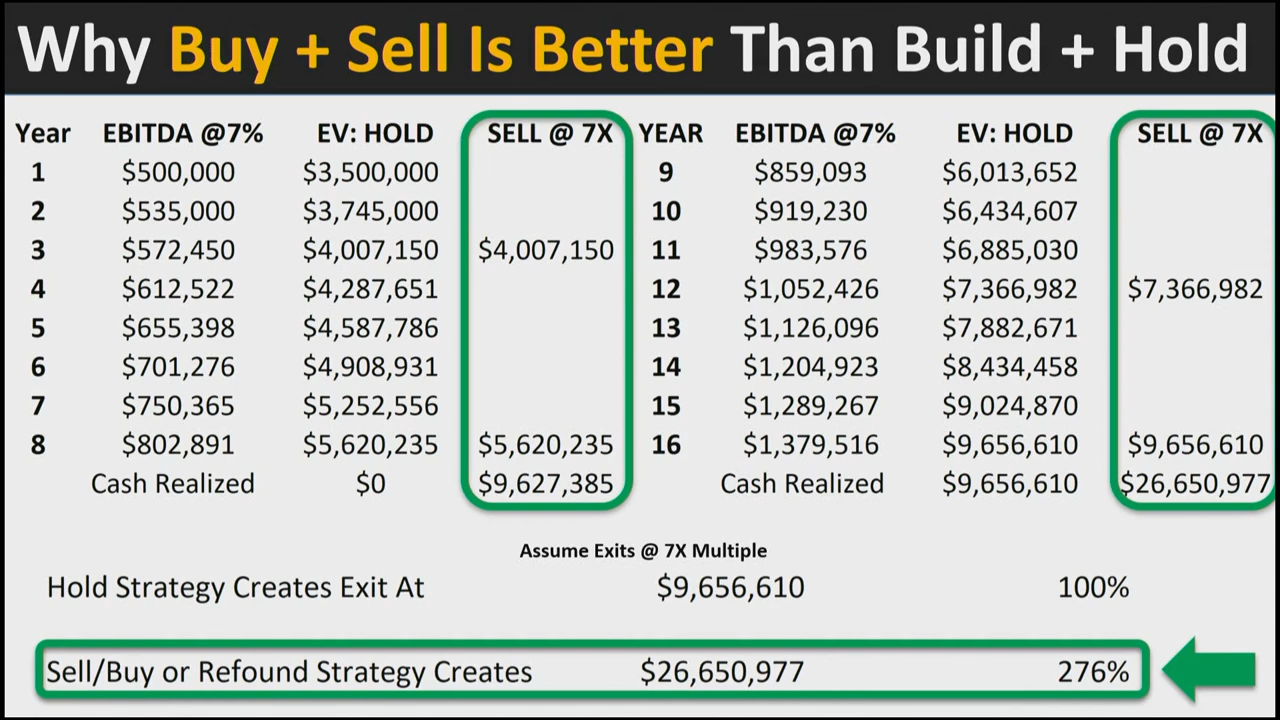 Why Buy + Sell Is Better Than Build + Hold
Year EBITDA @7% EV: HOLD SELL @ 7X YEAR EBITDA @7% EV: HOLD SELL @ 7X
1 $500,000 $3,500,000 9 $859,093 $6,013,652
2 $535,000 $3,745,000 10 $919,230 $6,434,607
3 $572,450 $4,007,150 $4,007,150 11 $983,576 $6,885,030
4 $612,522 $4,287,651 12 $1,052,426 $7,366,982 $7,366,982
5 $655,398 $4,587,786 13 $1,126,096 $7,882,671
6 $701,276 $4,908,931 14 $1,204,923 $8,434,458
7 $750,365 $5,252,556 15 $1,289,267 $9,024,870
8 $802,891 $5,620,235 $5,620,235 16 $1,379,516 $9,656,610 $9,656,610
Cash Realized $0 $9,627,385 Cash Realized $9,656,610 $26,650,977
Assume Exits @ 7X Multiple
Hold Strategy Creates Exit At $9,656,610 100%
Sell/Buy or Refound Strategy Creates $26,650,977 276%